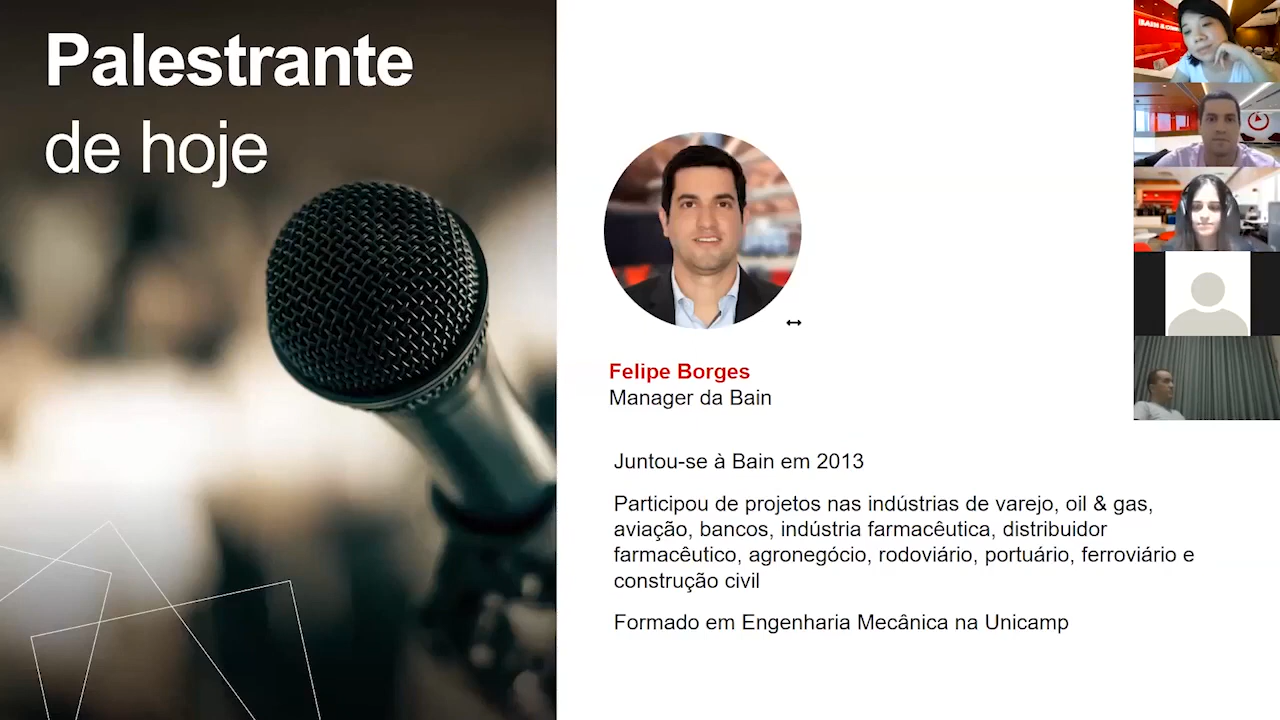 Palestrante
de hoje
Felipe Borges
Manager da Bain
Juntou-se à Bain em 2013
Participou de projetos nas indústrias de varejo, oil & gas,
aviação, bancos, indústria farmacêutica, distribuidor
farmacêutico, agronegócio, rodoviário, portuário, ferroviário e
construção civil
Formado em Engenharia Mecânica na Unicamp